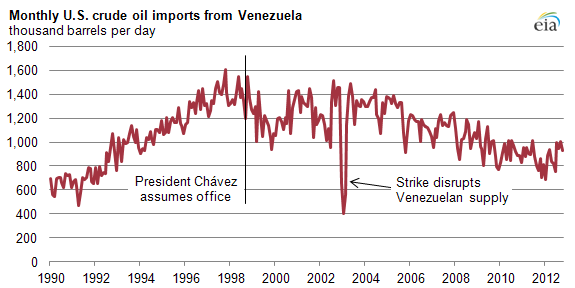 Monthly U.S. crude oil imports from Venezuela
thousand barrels per day
eia
1,800
1,600
1,400
1,200
1,000
800
600
400
200
0
President Chávez
assumes office
Strike disrupts
Venezuelan supply
1990 1992 1994 1996 1998 2000 2002 2004 2006 2008 2010 2012